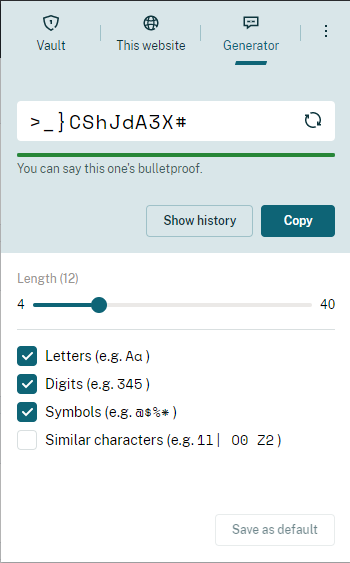 Vault
This website
Generator
>_}CShJdA3X#
You can say this one's bulletproof.
Show history
Copy
Length (12)
4
40
Letters (e.g. Aa )
Digits (e.g. 345 )
Symbols (e.g. @$%* )
Similar characters (e.g. 1l| O0 Z2 )
Save as default